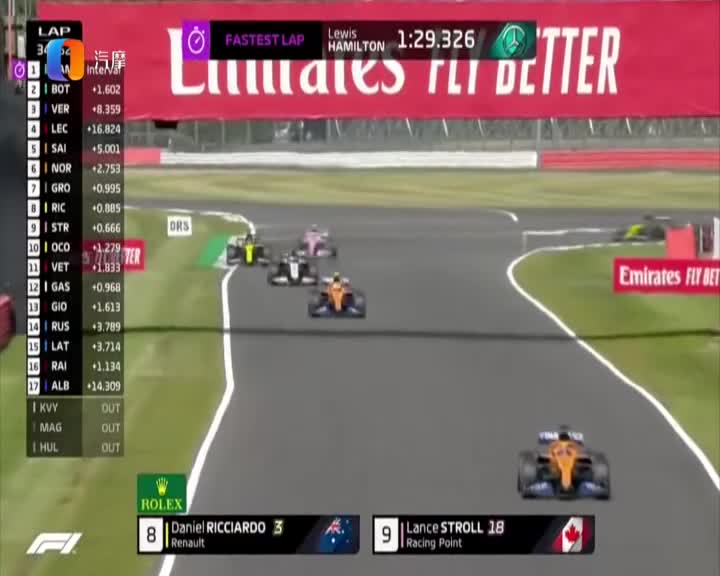 LAP
汽摩
FASTEST LAP
Lewis
HAMILTON
1:29.326
Emirates FLY BETTER
1 Interval
2 BOT +1.602
3 VER +8.359
4 LEC +16.824
5 SAI +5.001
6 NOR +2.753
7 GRO +0.995
8 RIC +0.885
9 STR +0.666
10 OCO +1.279
11 VET +1.833
12 GAS +0.968
13 GIO +1.613
14 RUS +3.789
15 LAT +3.714
16 RAI +1.134
17 ALB +14.309
KVY OUT
MAG OUT
HUL OUT
DRS
Emirates FLY BET
ROLEX
8 Daniel RICCIARDO 3
Renault
9 Lance STROLL 18
Racing Point
F1